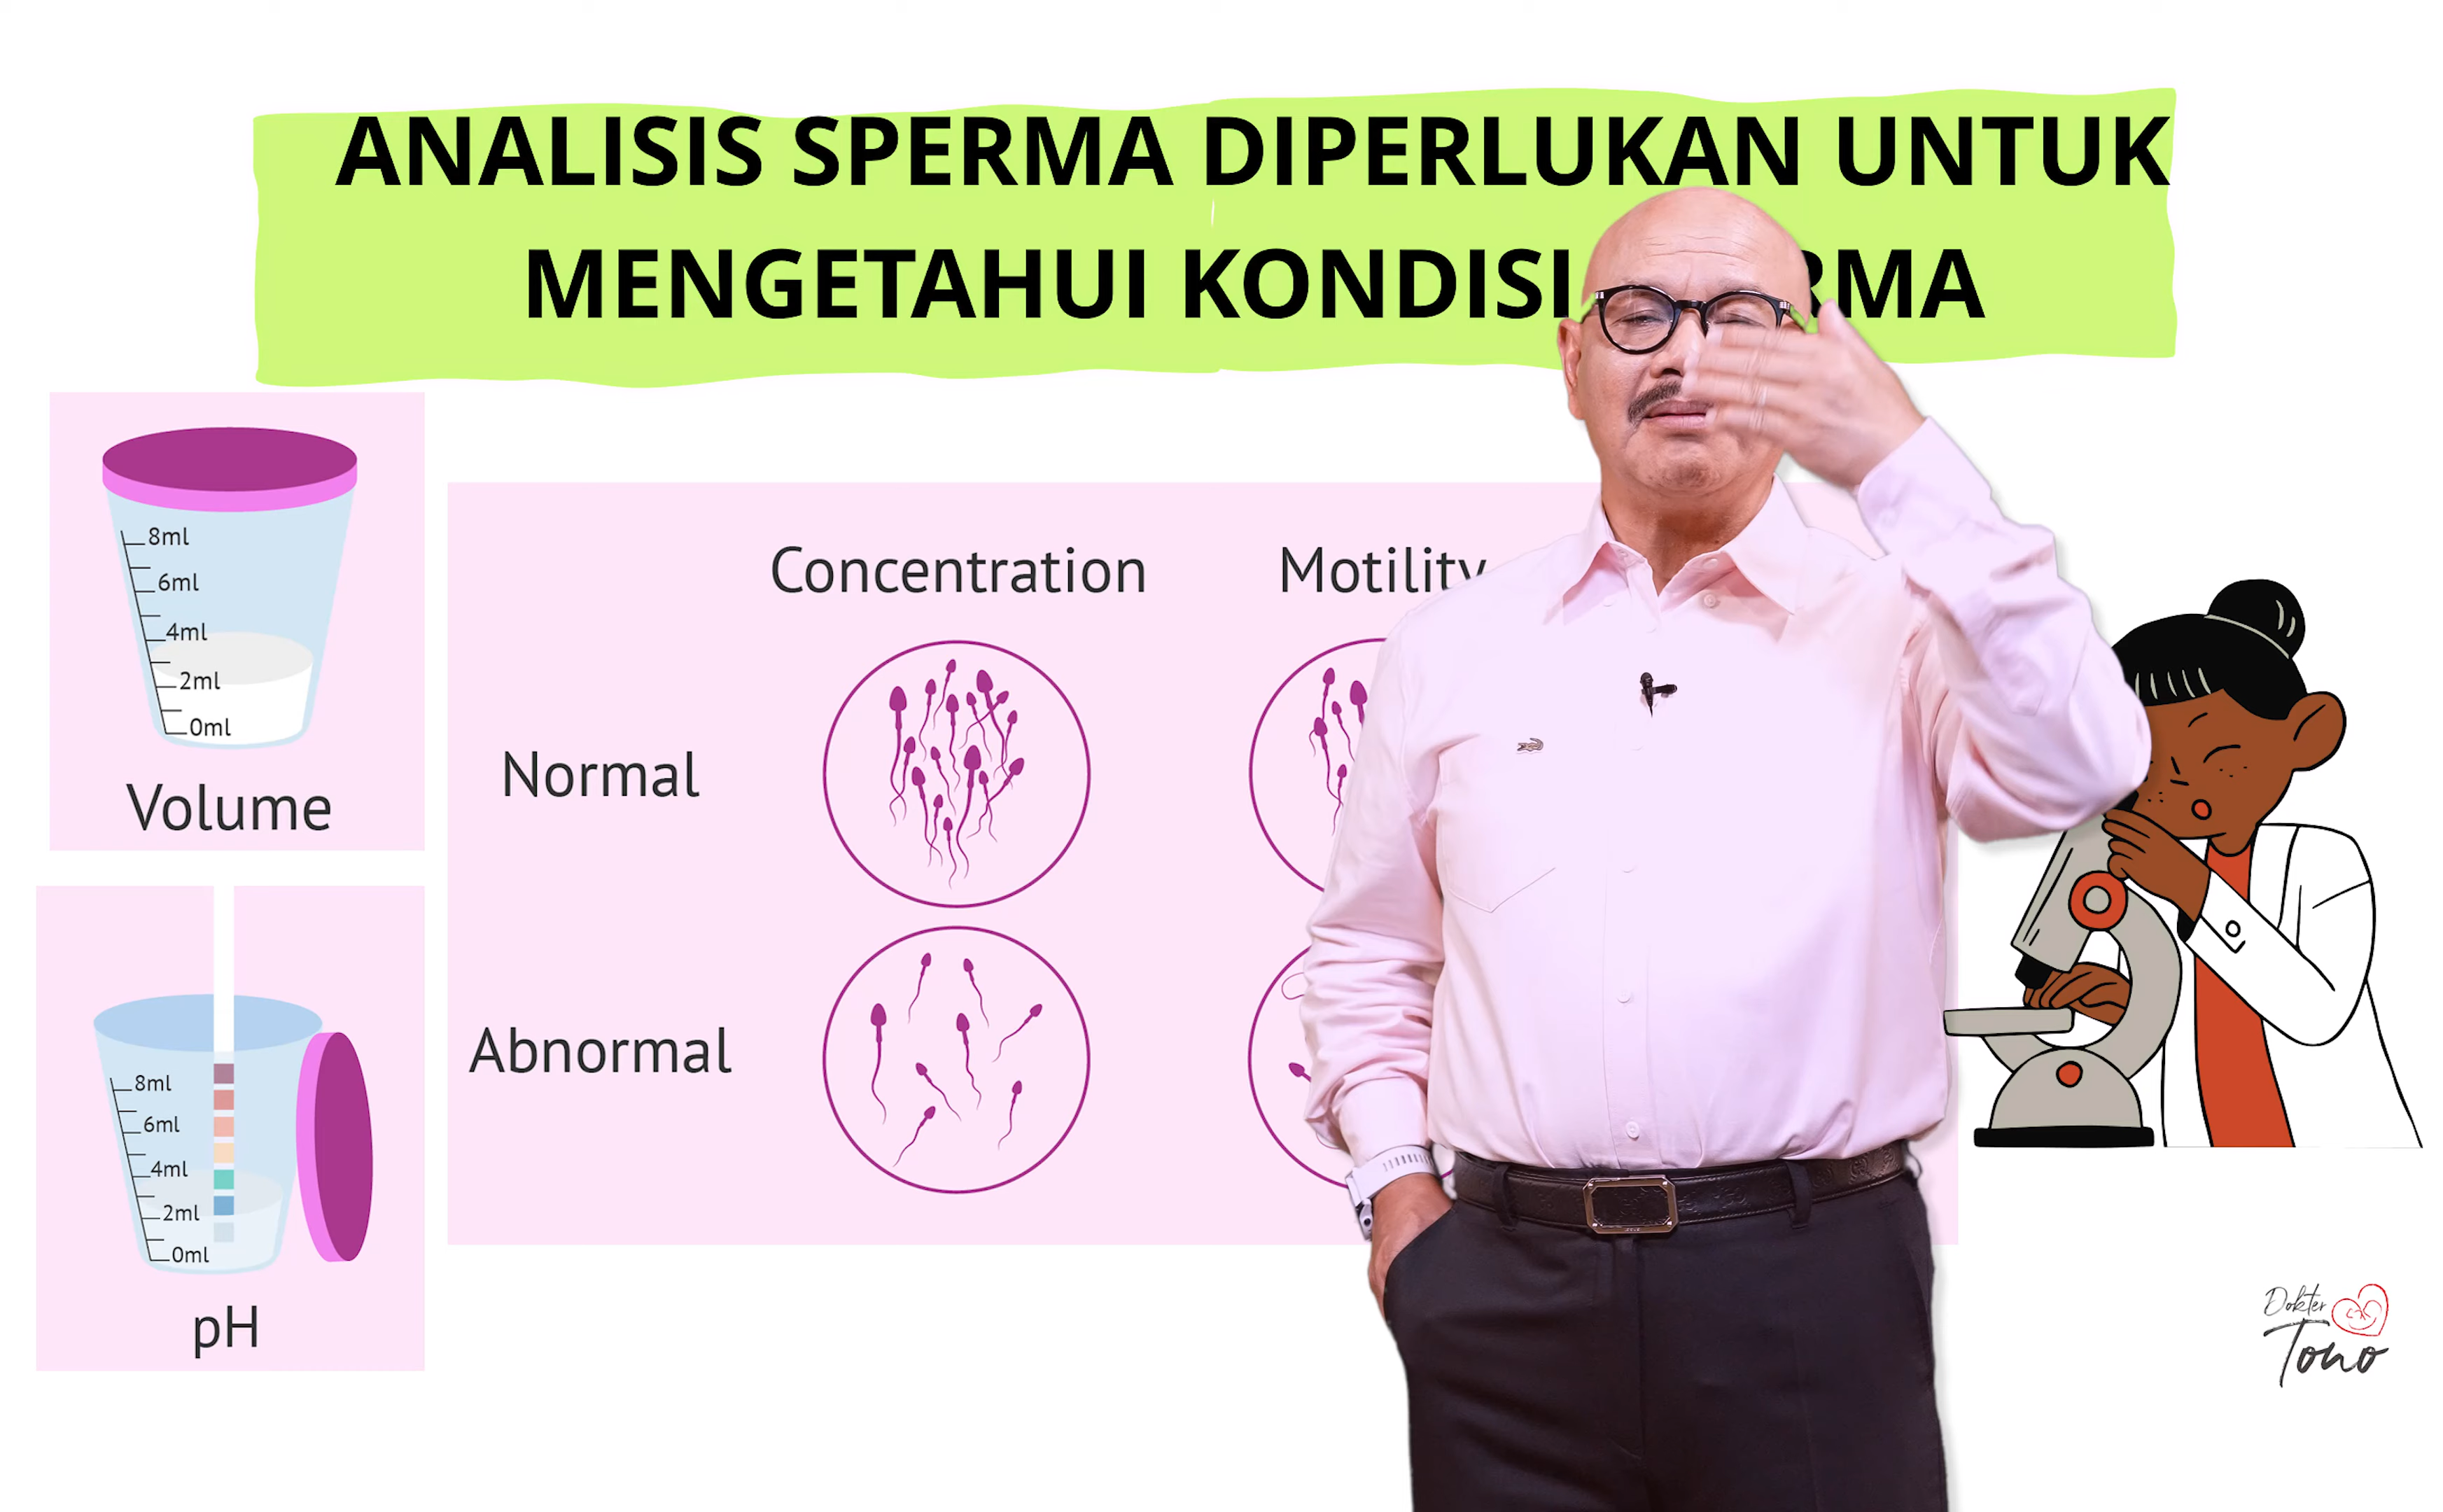 ANALISIS SPERMA DIPERLUKAN UNTUK
MENGETAHUI KONDISI
8ml
6ml
4ml
2ml
0ml
Volume
Concentration
Motility
Normal
Abnormal
8ml
6ml
4ml
2ml
0ml
pH
Dokter
Tono